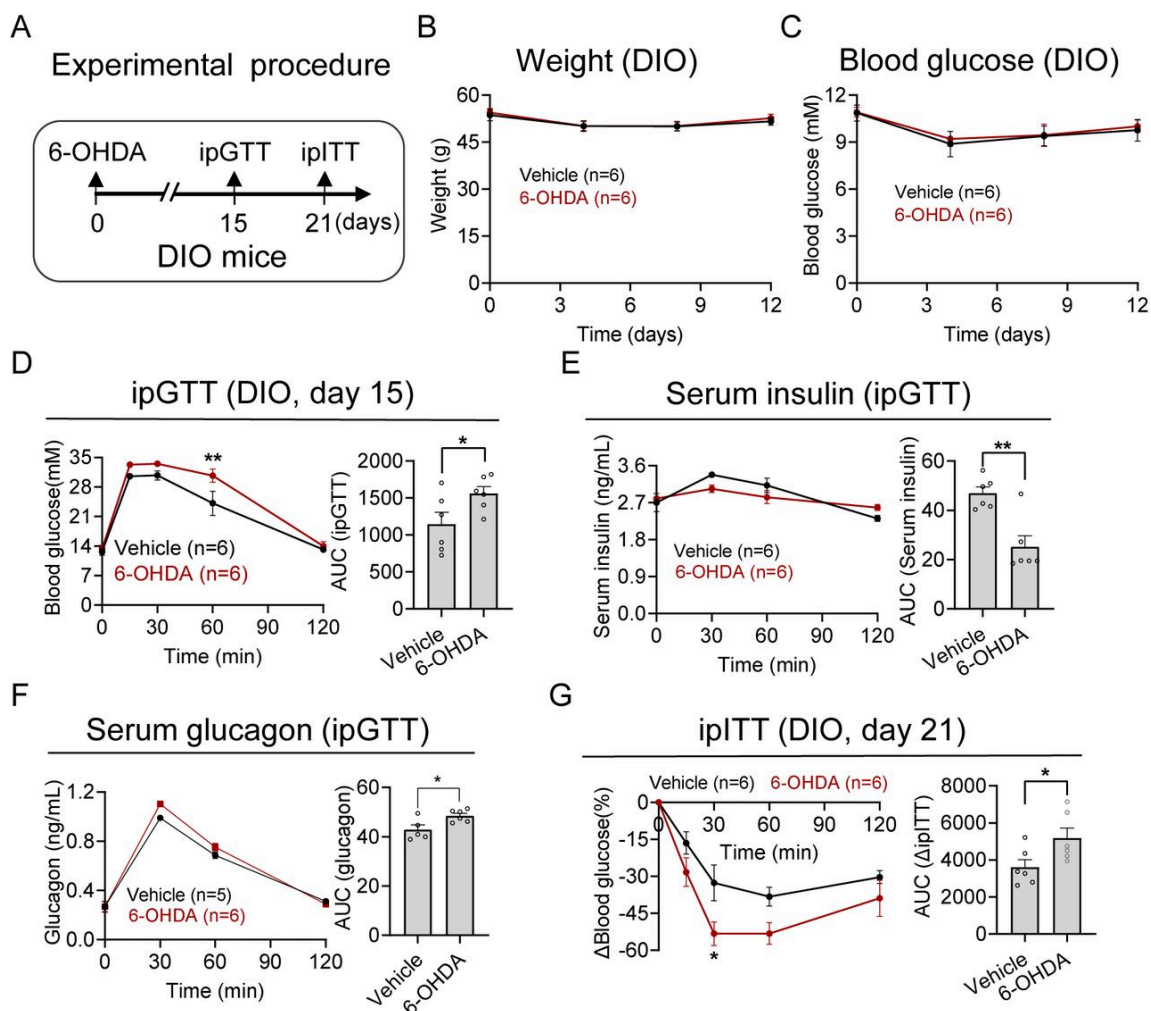 A
Experimental procedure
6-OHDA ipGTT ipITT
0 15 21(days)
DIO mice
B
Weight (DIO)
Weight (g)
60
45
30
15
0
Vehicle (n=6)
6-OHDA (n=6)
0 3 6 9 12
Time (days)
C
Blood glucose (DIO)
Blood glucose (mM)
12
9
6
3
0
Vehicle (n=6)
6-OHDA (n=6)
0 3 6 9 12
Time (days)
D
ipGTT (DIO, day 15)
Blood glucose(mM)
35
28
21
14
7
0
**
Vehicle (n=6)
6-OHDA (n=6)
0 30 60 90 120
Time (min)
AUC (ipGTT)
2000
1500
1000
500
0
*
Vehicle
6-OHDA
E
Serum insulin (ipGTT)
Serum insulin (ng/mL)
3.6
2.7
1.8
0.9
0.0
Vehicle (n=6)
6-OHDA (n=6)
0 30 60 90 120
Time (min)
AUC (Serum insulin)
60
40
20
0
**
Vehicle
6-OHDA
F
Serum glucagon (ipGTT)
Glucagon (ng/mL)
1.2
0.8
0.4
0.0
Vehicle (n=5)
6-OHDA (n=6)
0 30 60 90 120
Time (min)
AUC (glucagon)
60
40
20
0
*
Vehicle
6-OHDA
G
ipITT (DIO, day 21)
Vehicle (n=6) 6-OHDA (n=6)
ΔBlood glucose(%)
0
-15
-30
-45
-60
0 30 60 90 120
Time (min)
*
AUC (ΔipITT)
8000
6000
4000
2000
0
*
Vehicle
6-OHDA